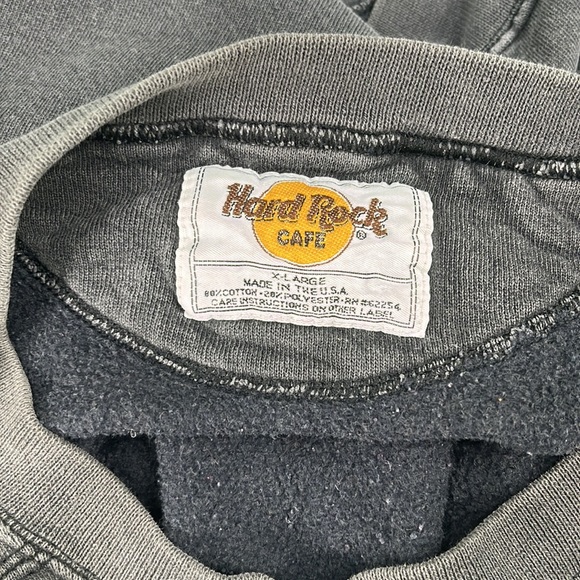 Hard Rock
CAFE ®
X-LARGE
MADE IN THE U.S.A.
80% COTTON - 20% POLYESTER - RN #62254
CARE INSTRUCTIONS ON OTHER LABEL